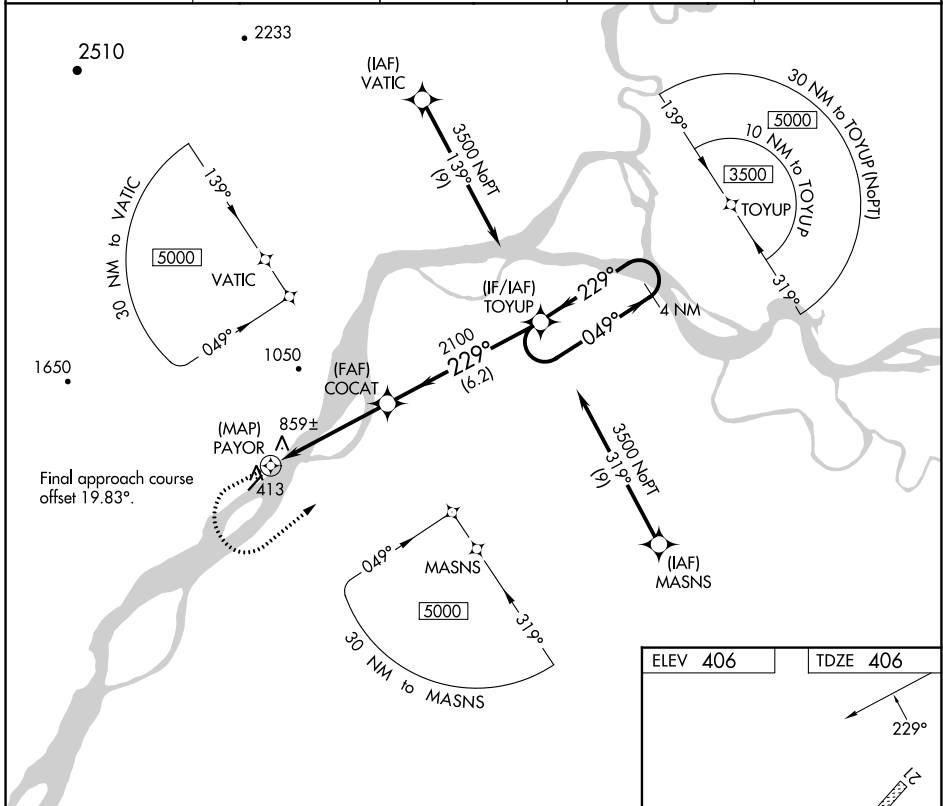 2510
2233
(IAF)
VATIC
3500 NoPT
139°
(9)
30 NM to TOYUP (NoPT)
5000
139°
10 NM to TOYUP
3500
TOYUP
319°
30 NM to VATIC
139°
5000
VATIC
049°
(IF/IAF)
TOYUP
229°
049°
4 NM
2100
229°
(6.2)
1650
1050
(FAF)
COCAT
859±
(MAP)
PAYOR
413
Final approach course
offset 19.83°.
3500 NoPT
319°
(9)
(IAF)
MASNS
049°
MASNS
5000
319°
30 NM to MASNS
ELEV 406
TDZE 406
229°
21